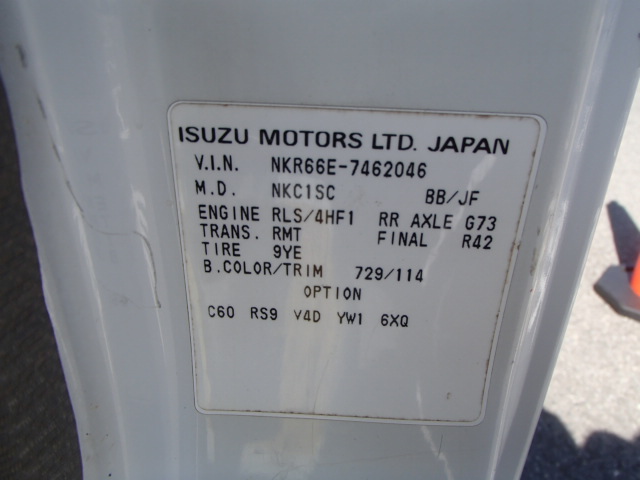 ISUZU MOTORS LTD. JAPAN
V.I.N. NKR66E-7462046
M.D. NKC1SC BB/JF
ENGINE RLS/4HF1 RR AXLE G73
TRANS. RMT FINAL R42
TIRE 9YE
B.COLOR/TRIM 729/114
OPTION
C60 RS9 V4D YW1 6XQ